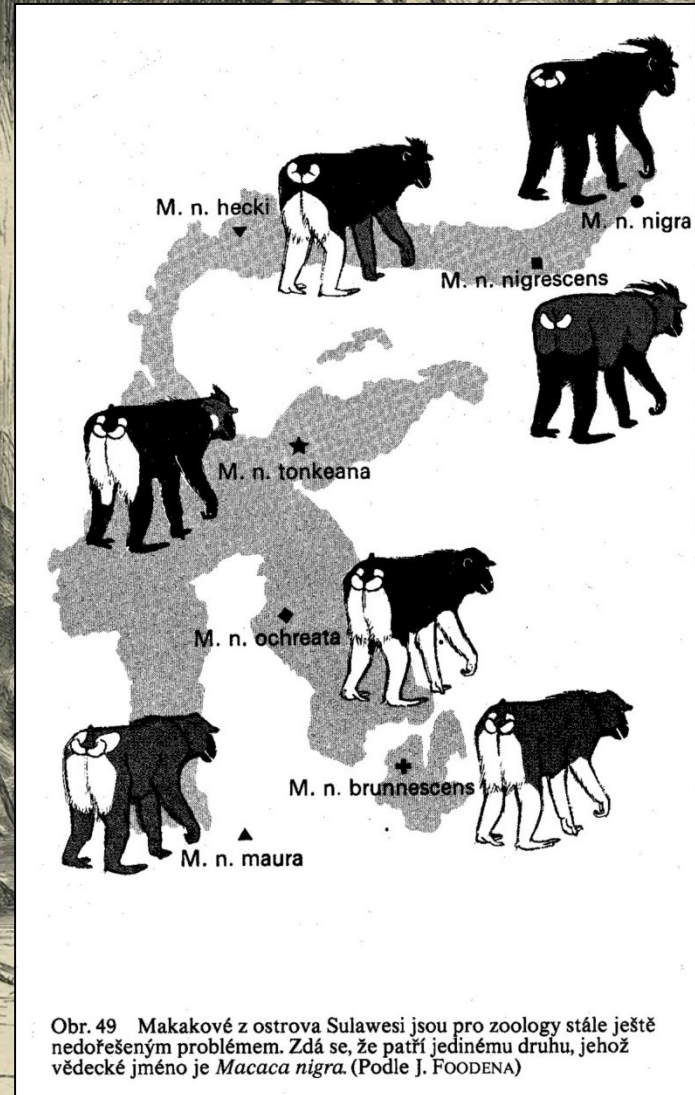 M. n. hecki
M. n. nigra
M. n. nigrescens
M. n. tonkeana
M. n. ochreata
M. n. brunnescens
M. n. maura
Obr. 49 Makakové z ostrova Sulawesi jsou pro zoology stále ještě
nedořešeným problémem. Zdá se, že patří jedinému druhu, jehož
vědecké jméno je Macaca nigra. (Podle J. FOODENA)